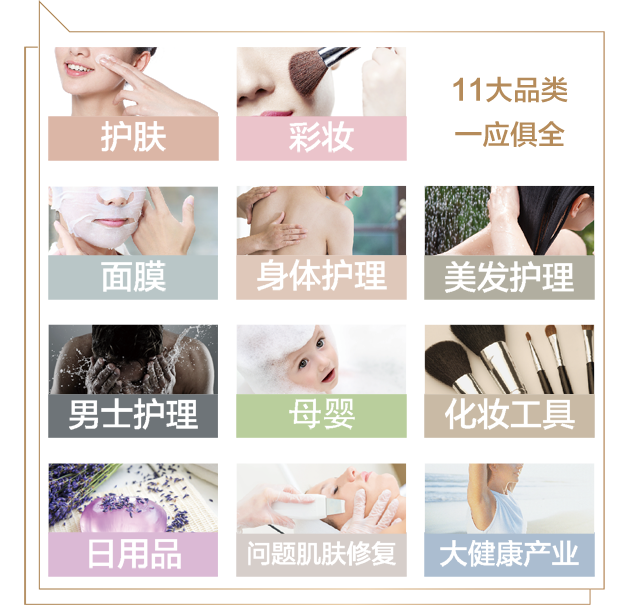 护肤
彩妆
11大品类
一应俱全
面膜
身体护理
美发护理
男士护理
母婴
化妆工具
日用品
问题肌肤修复
大健康产业